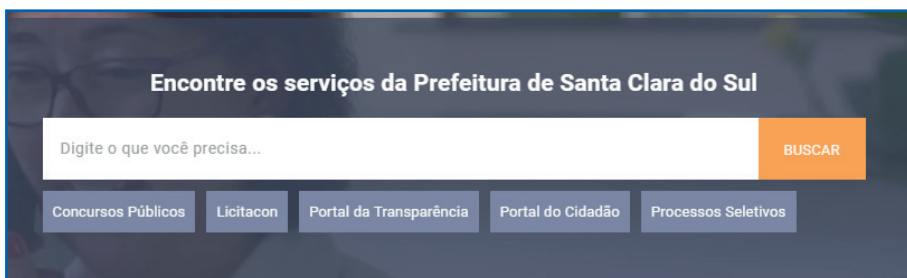 Encontre os serviços da Prefeitura de Santa Clara do Sul
Digite o que você precisa... BUSCAR
Concursos Públicos Licitacon Portal da Transparência Portal do Cidadão Processos Seletivos